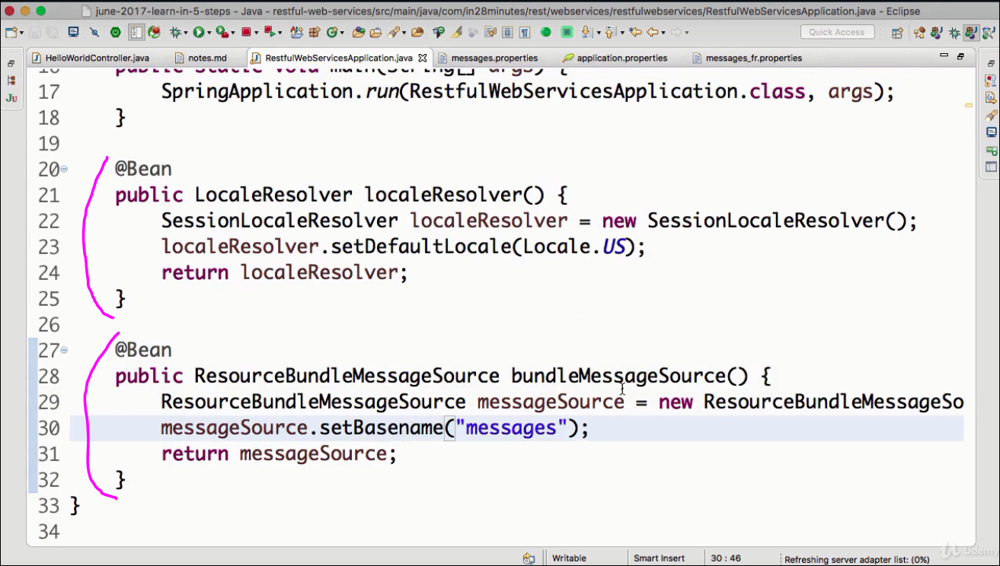 june-2017-learn-in-5-steps - Java - restful-web-services/src/main/java/com/in28minutes/rest/webservices/restfulwebservices/RestfulWebServicesApplication.java - Eclipse
Quick Access
HelloWorldController.java notes.md RestfulWebServicesApplication.java messages.properties application.properties messages_fr.properties
16 public static void main(String[] args) {
17 SpringApplication.run(RestfulWebServicesApplication.class, args);
18 }
19
20 @Bean
21 public LocaleResolver localeResolver() {
22 SessionLocaleResolver localeResolver = new SessionLocaleResolver();
23 localeResolver.setDefaultLocale(Locale.US);
24 return localeResolver;
25 }
26
27 @Bean
28 public ResourceBundleMessageSource bundleMessageSource() {
29 ResourceBundleMessageSource messageSource = new ResourceBundleMessageSo
30 messageSource.setBasename("messages");
31 return messageSource;
32 }
33 }
34
Udemy
Writable Smart Insert 30 : 46 Refreshing server adapter list: (0%)